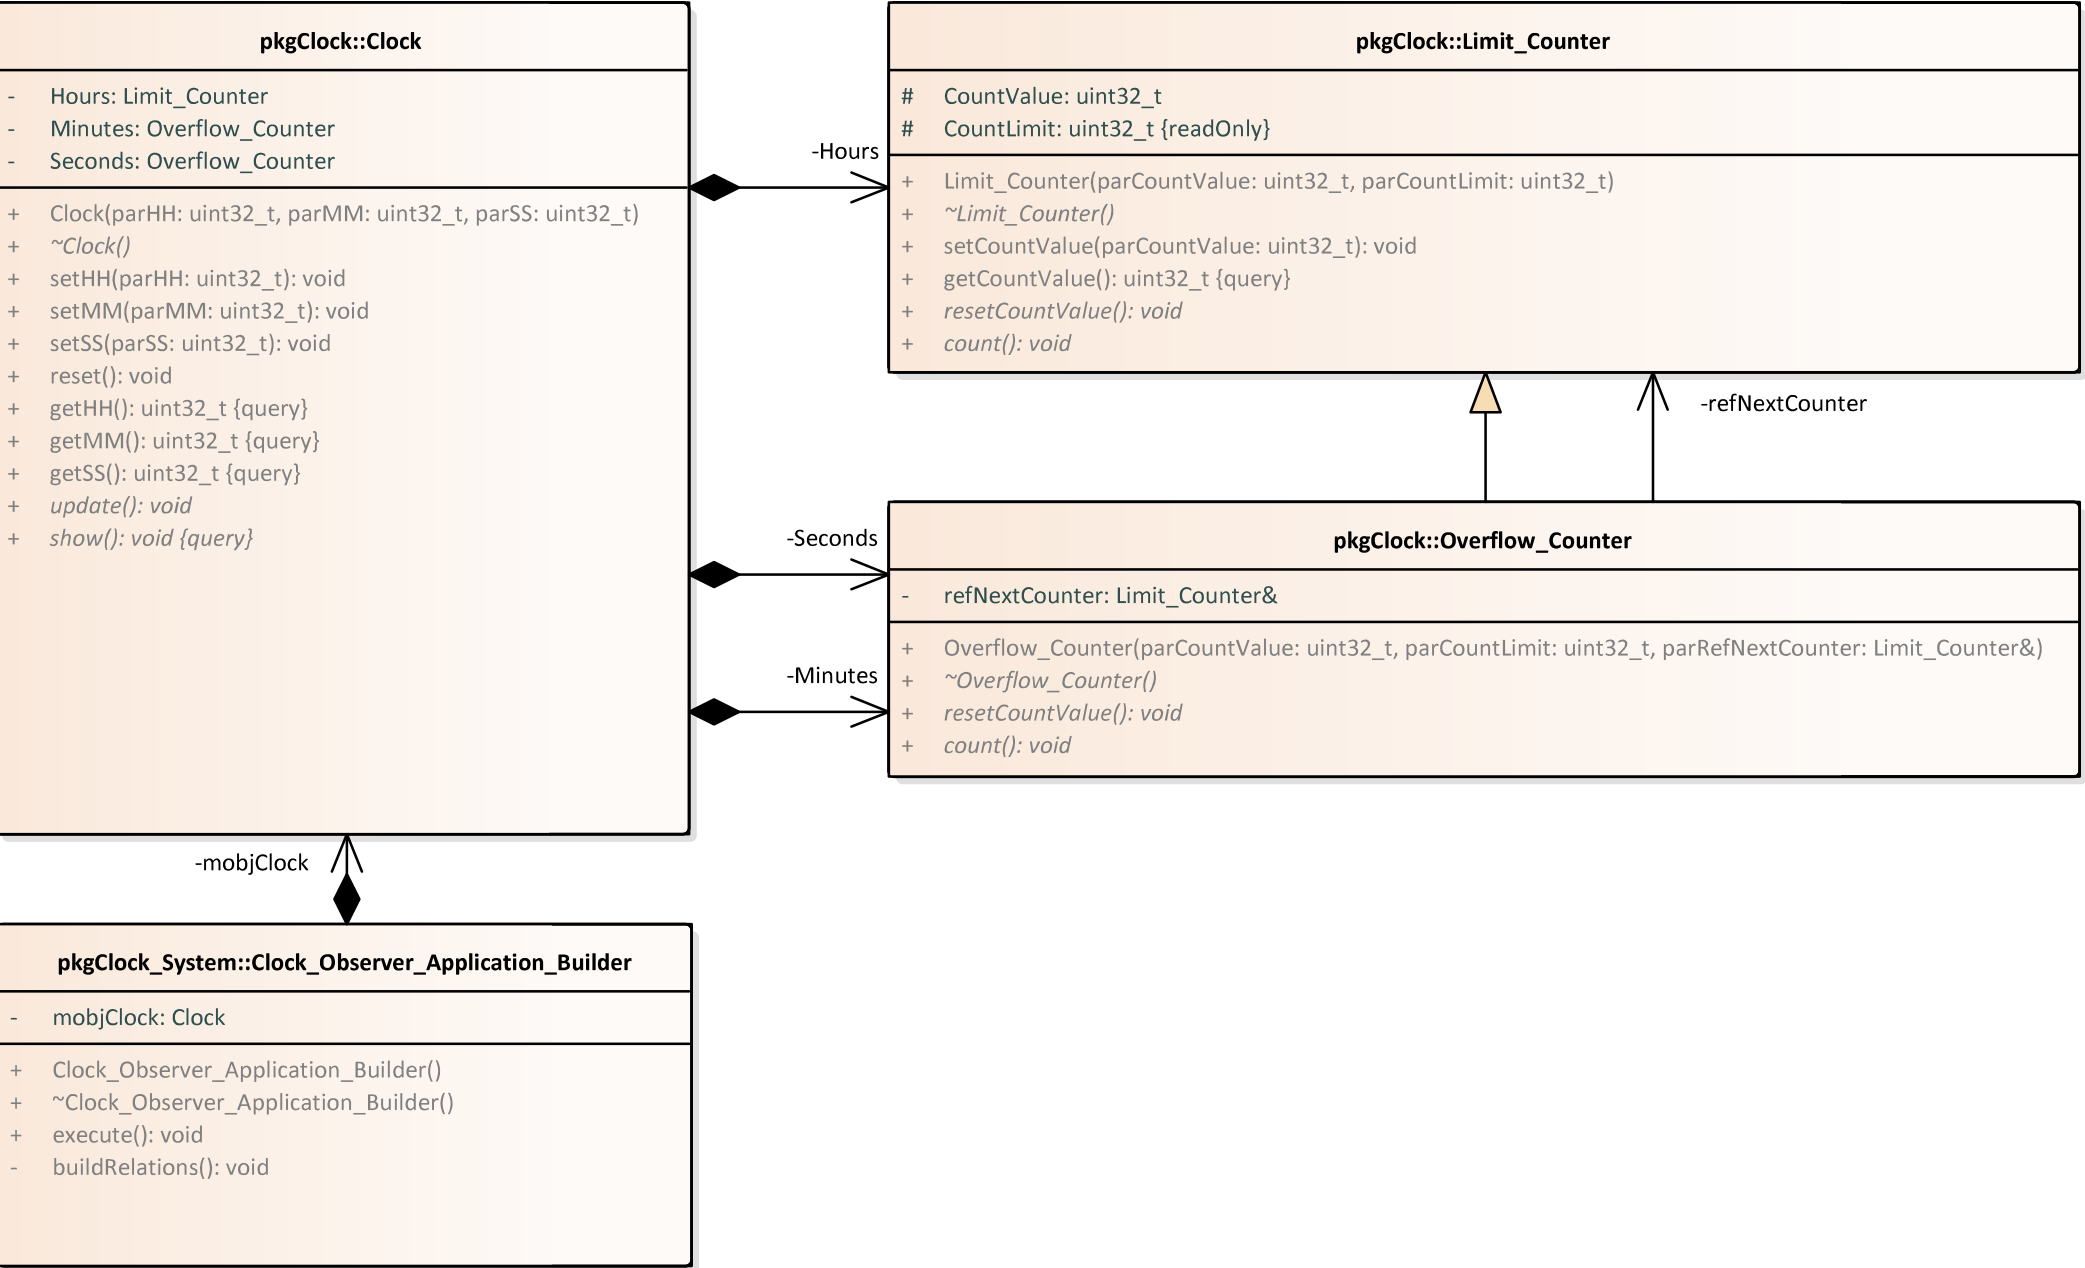 pkgClock::Clock
- Hours: Limit_Counter
- Minutes: Overflow_Counter
- Seconds: Overflow_Counter
+ Clock(parHH: uint32_t, parMM: uint32_t, parSS: uint32_t)
+ ~Clock()
+ setHH(parHH: uint32_t): void
+ setMM(parMM: uint32_t): void
+ setSS(parSS: uint32_t): void
+ reset(): void
+ getHH(): uint32_t {query}
+ getMM(): uint32_t {query}
+ getSS(): uint32_t {query}
+ update(): void
+ show(): void {query}
-Hours
-Seconds
-Minutes
pkgClock::Limit_Counter
# CountValue: uint32_t
# CountLimit: uint32_t {readOnly}
+ Limit_Counter(parCountValue: uint32_t, parCountLimit: uint32_t)
+ ~Limit_Counter()
+ setCountValue(parCountValue: uint32_t): void
+ getCountValue(): uint32_t {query}
+ resetCountValue(): void
+ count(): void
-refNextCounter
pkgClock::Overflow_Counter
- refNextCounter: Limit_Counter&
+ Overflow_Counter(parCountValue: uint32_t, parCountLimit: uint32_t, parRefNextCounter: Limit_Counter&)
+ ~Overflow_Counter()
+ resetCountValue(): void
+ count(): void
-mobjClock
pkgClock_System::Clock_Observer_Application_Builder
- mobjClock: Clock
+ Clock_Observer_Application_Builder()
+ ~Clock_Observer_Application_Builder()
+ execute(): void
- buildRelations(): void